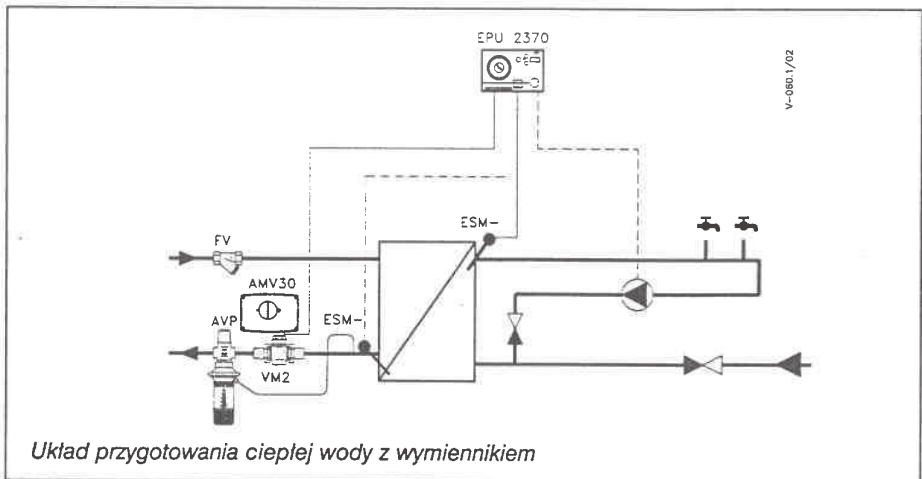 EPU 2370
V-060.1/02
ESM-
FV
AMV30
AVP
ESM-
VM2
Układ przygotowania ciepłej wody z wymiennikiem